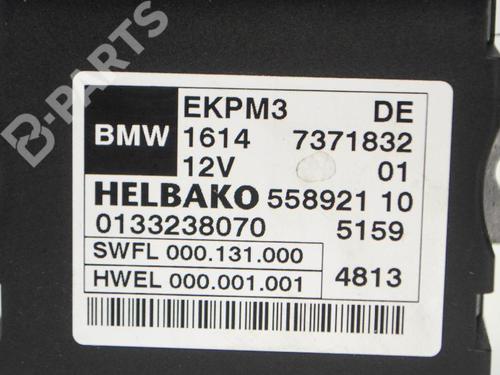 B-PARTS
EKPM3 DE
BMW 1614 7371832
12V 01
HELBAKO 558921 10
0133238070 5159
SWFL 000.131.000
HWEL 000.001.001 4813